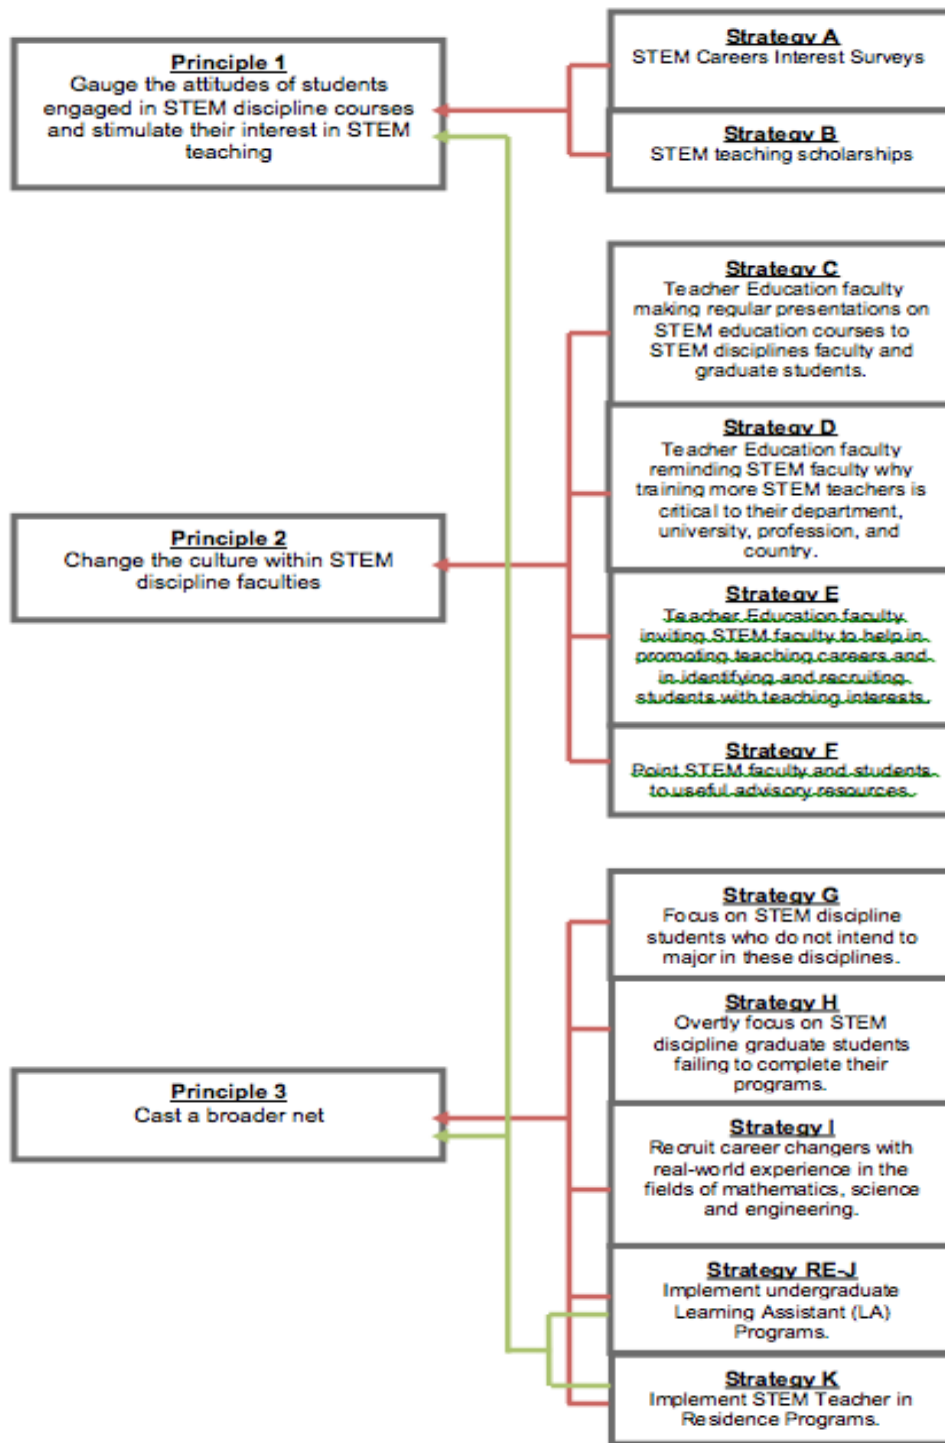 Principle 1
Gauge the attitudes of students
engaged in STEM discipline courses
and stimulate their interest in STEM
teaching
Strategy A
STEM Careers Interest Surveys
Strategy B
STEM teaching scholarships
Strategy C
Teacher Education faculty
making regular presentations on
STEM education courses to
STEM disciplines faculty and
graduate students.
Strategy D
Teacher Education faculty
reminding STEM faculty why
training more STEM teachers is
critical to their department,
university, profession, and
country.
Principle 2
Change the culture within STEM
discipline faculties
Strategy E
Teacher Education faculty
inviting STEM faculty to help in
promoting teaching careers and
in identifying and recruiting
students with teaching interests.
Strategy F
Point STEM faculty and students
to useful advisory resources.
Strategy G
Focus on STEM discipline
students who do not intend to
major in these disciplines.
Strategy H
Overtly focus on STEM
discipline graduate students
failing to complete their
programs.
Principle 3
Cast a broader net
Strategy I
Recruit career changers with
real-world experience in the
fields of mathematics, science
and engineering.
Strategy RE-J
Implement undergraduate
Learning Assistant (LA)
Programs.
Strategy K
Implement STEM Teacher in
Residence Programs.